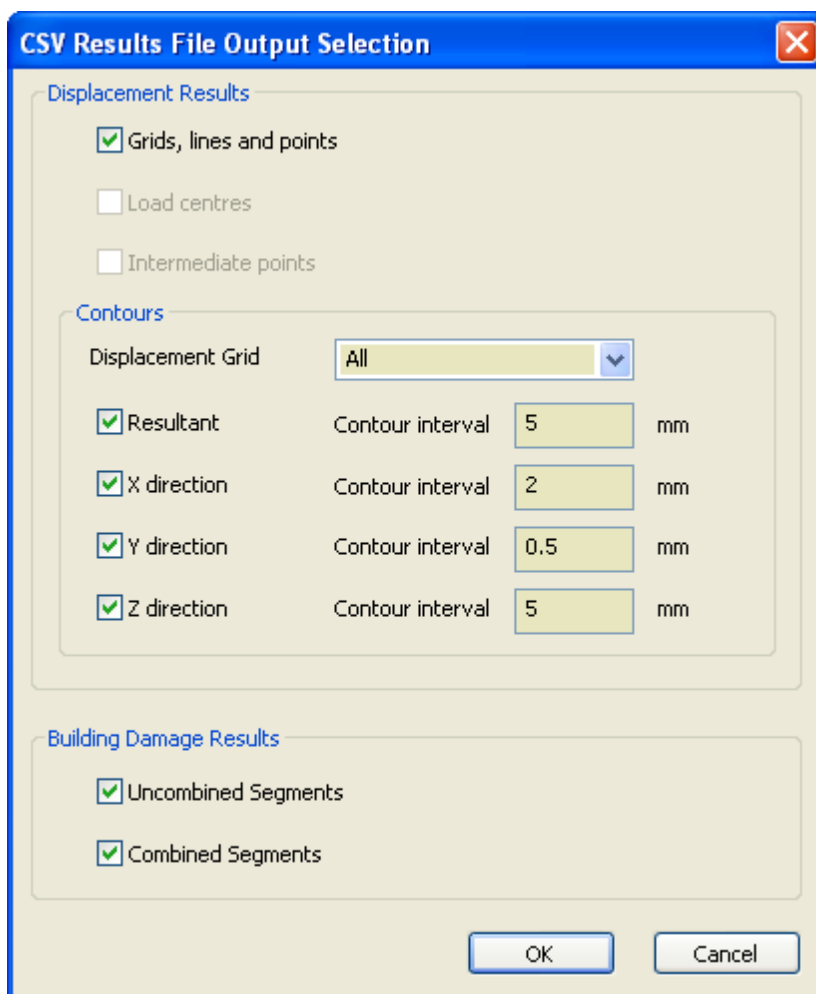 CSV Results File Output Selection
Displacement Results
Grids, lines and points
Load centres
Intermediate points
Contours
Displacement Grid All
Resultant Contour interval 5 mm
X direction Contour interval 2 mm
Y direction Contour interval 0.5 mm
Z direction Contour interval 5 mm
Building Damage Results
Uncombined Segments
Combined Segments
OK Cancel